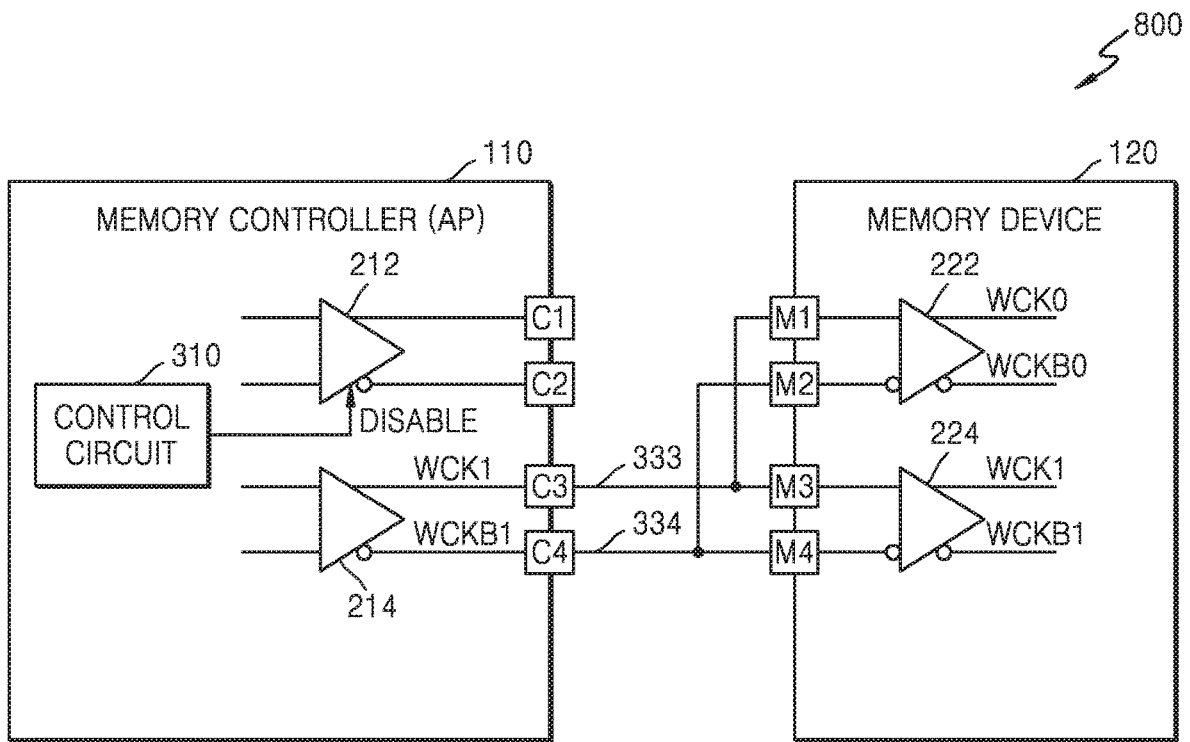 800
110
120
MEMORY CONTROLLER (AP)
MEMORY DEVICE
212
222
C1
M1
WCK0
310
C2
M2
WCKB0
CONTROL
CIRCUIT
DISABLE
224
WCK1
C3
333
M3
WCK1
WCKB1
C4
334
M4
WCKB1
214